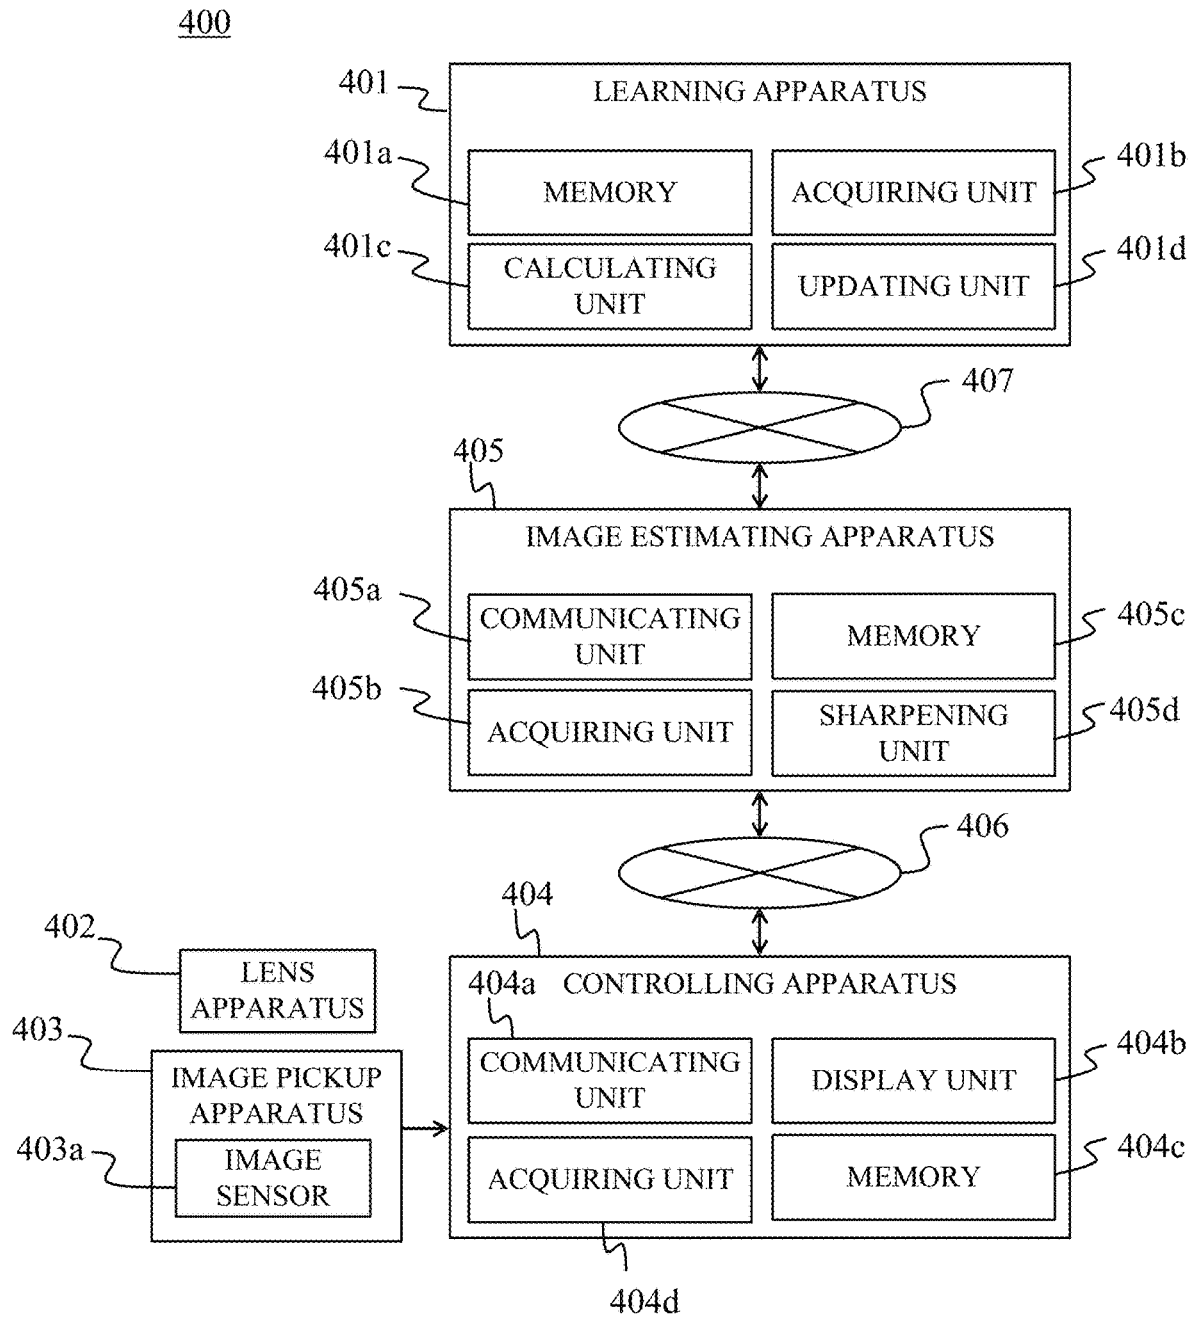 400
401
LEARNING APPARATUS
401a
MEMORY
ACQUIRING UNIT
401b
401c
CALCULATING
UNIT
UPDATING UNIT
401d
407
405
IMAGE ESTIMATING APPARATUS
405a
COMMUNICATING
UNIT
MEMORY
405c
405b
ACQUIRING UNIT
SHARPENING
UNIT
405d
406
404
402
LENS
APPARATUS
404a
CONTROLLING APPARATUS
403
IMAGE PICKUP
APPARATUS
COMMUNICATING
UNIT
DISPLAY UNIT
404b
403a
IMAGE
SENSOR
ACQUIRING UNIT
MEMORY
404c
404d